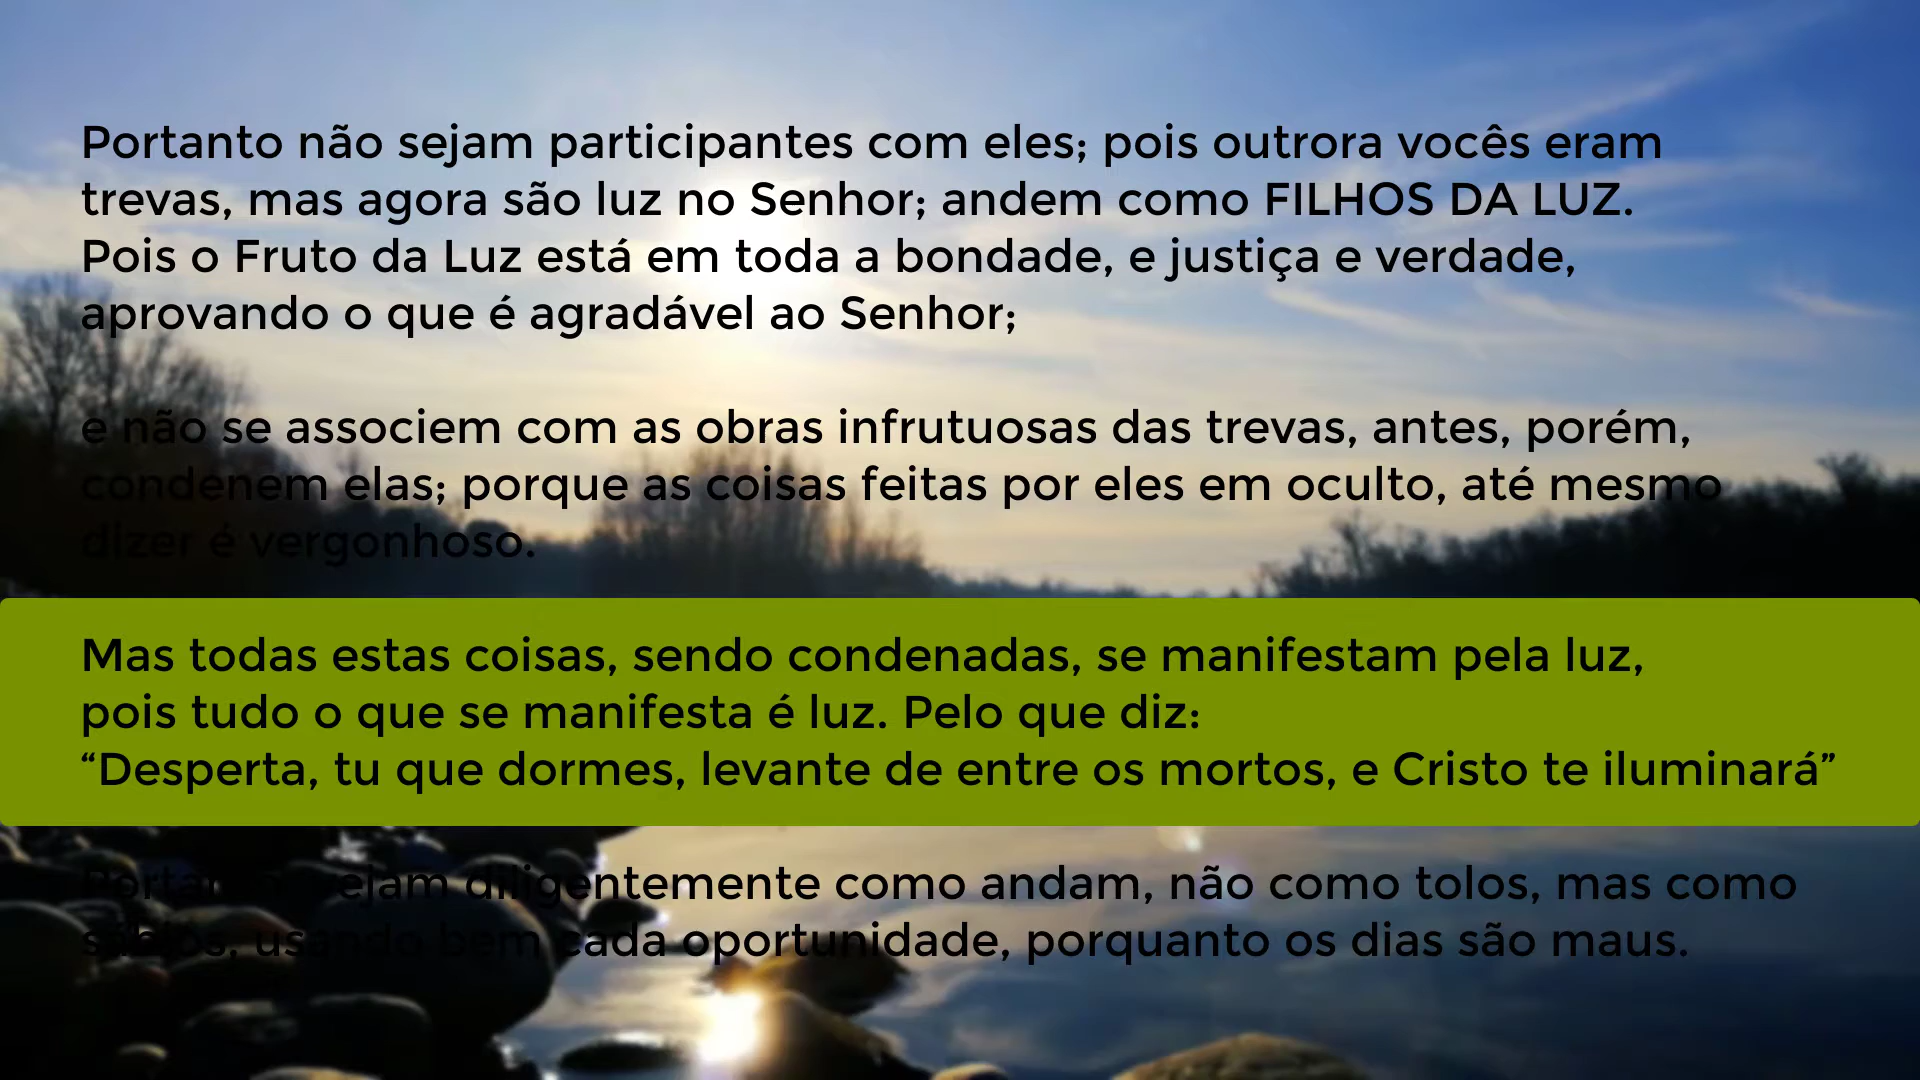 Portanto não sejam participantes com eles; pois outrora vocês eram
trevas, mas agora são luz no Senhor; andem como FILHOS DA LUZ.
Pois o Fruto da Luz está em toda a bondade, e justiça e verdade,
aprovando o que é agradável ao Senhor;
e não se associem com as obras infrutuosas das trevas, antes, porém,
condenem elas; porque as coisas feitas por eles em oculto, até mesmo
dizer é vergonhoso.
Mas todas estas coisas, sendo condenadas, se manifestam pela luz,
pois tudo o que se manifesta é luz. Pelo que diz:
“Desperta, tu que dormes, levante de entre os mortos, e Cristo te iluminará”
diligentemente como andam, não como tolos, mas como
sábios, usando bem cada oportunidade, porquanto os dias são maus.